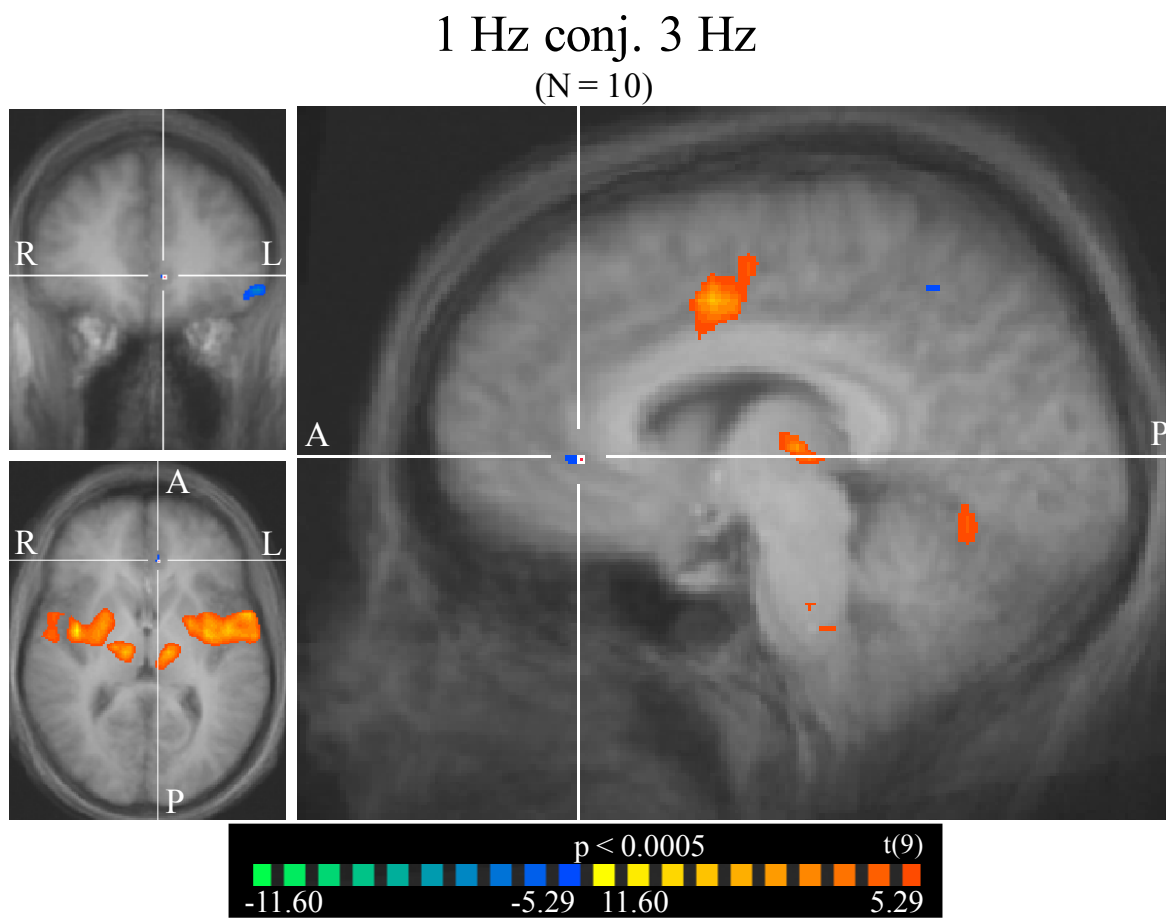 1 Hz conj. 3 Hz
(N = 10)
R L
A P
A
R L
P
p < 0.0005 t(9)
-11.60 -5.29 11.60 5.29